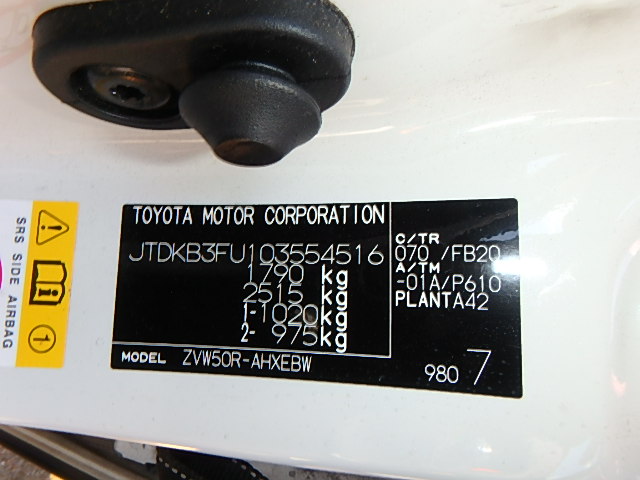 TOYOTA MOTOR CORPORATION
JTDKB3FU103554516
1790 kg
2515 kg
1- 1020 kg
2- 975 kg
C/TR
070 /FB20
A/TM
-01A/P610
PLANTA42
MODEL ZVW50R-AHXEBW
980 7
SRS SIDE AIRBAG
1